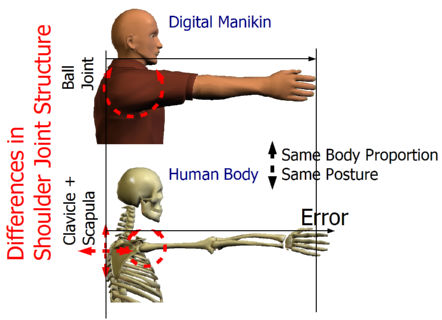 Digital Manikin
Ball
Joint
Differences in
Shoulder Joint Structure
Same Body Proportion
Same Posture
Human Body
Clavicle +
Scapula
Error